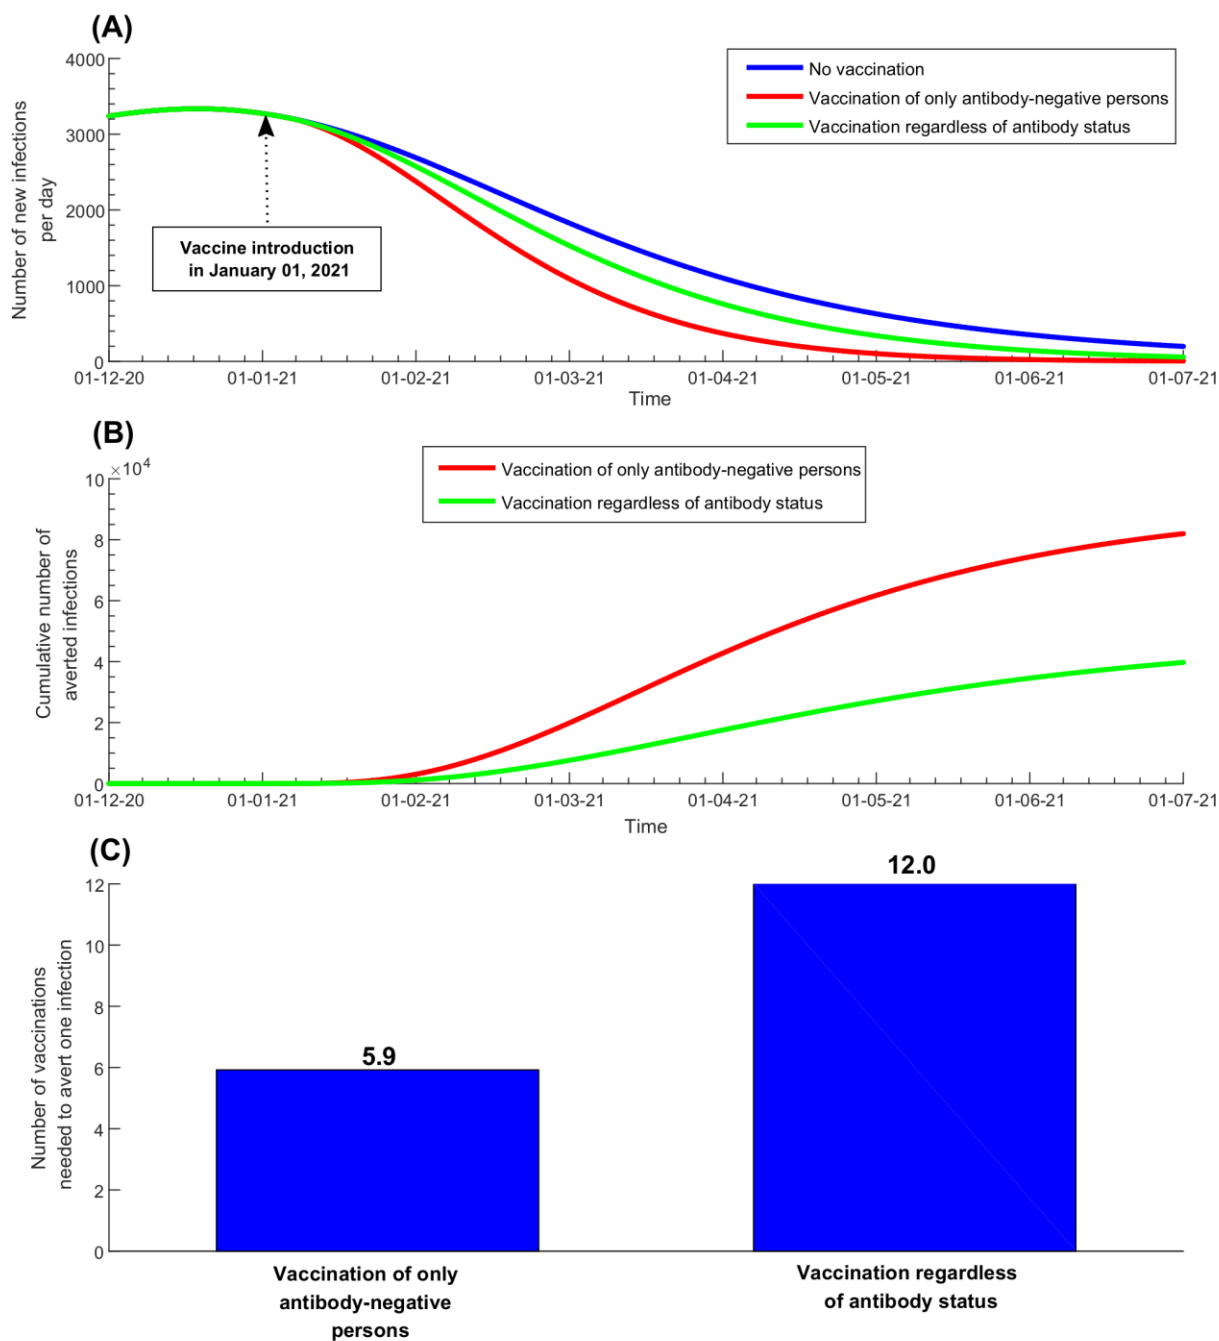 (A)
4000
3000
2000
1000
0
Number of new infections
per day
No vaccination
Vaccination of only antibody-negative persons
Vaccination regardless of antibody status
Vaccine introduction
in January 01, 2021
01-12-20 01-01-21 01-02-21 01-03-21 01-04-21 01-05-21 01-06-21 01-07-21
Time
(B)
×10⁴
10
8
6
4
2
0
Cumulative number of
averted infections
Vaccination of only antibody-negative persons
Vaccination regardless of antibody status
01-12-20 01-01-21 01-02-21 01-03-21 01-04-21 01-05-21 01-06-21 01-07-21
Time
(C)
12
10
8
6
4
2
0
Number of vaccinations
needed to avert one infection
5.9
12.0
Vaccination of only
antibody-negative
persons
Vaccination regardless
of antibody status